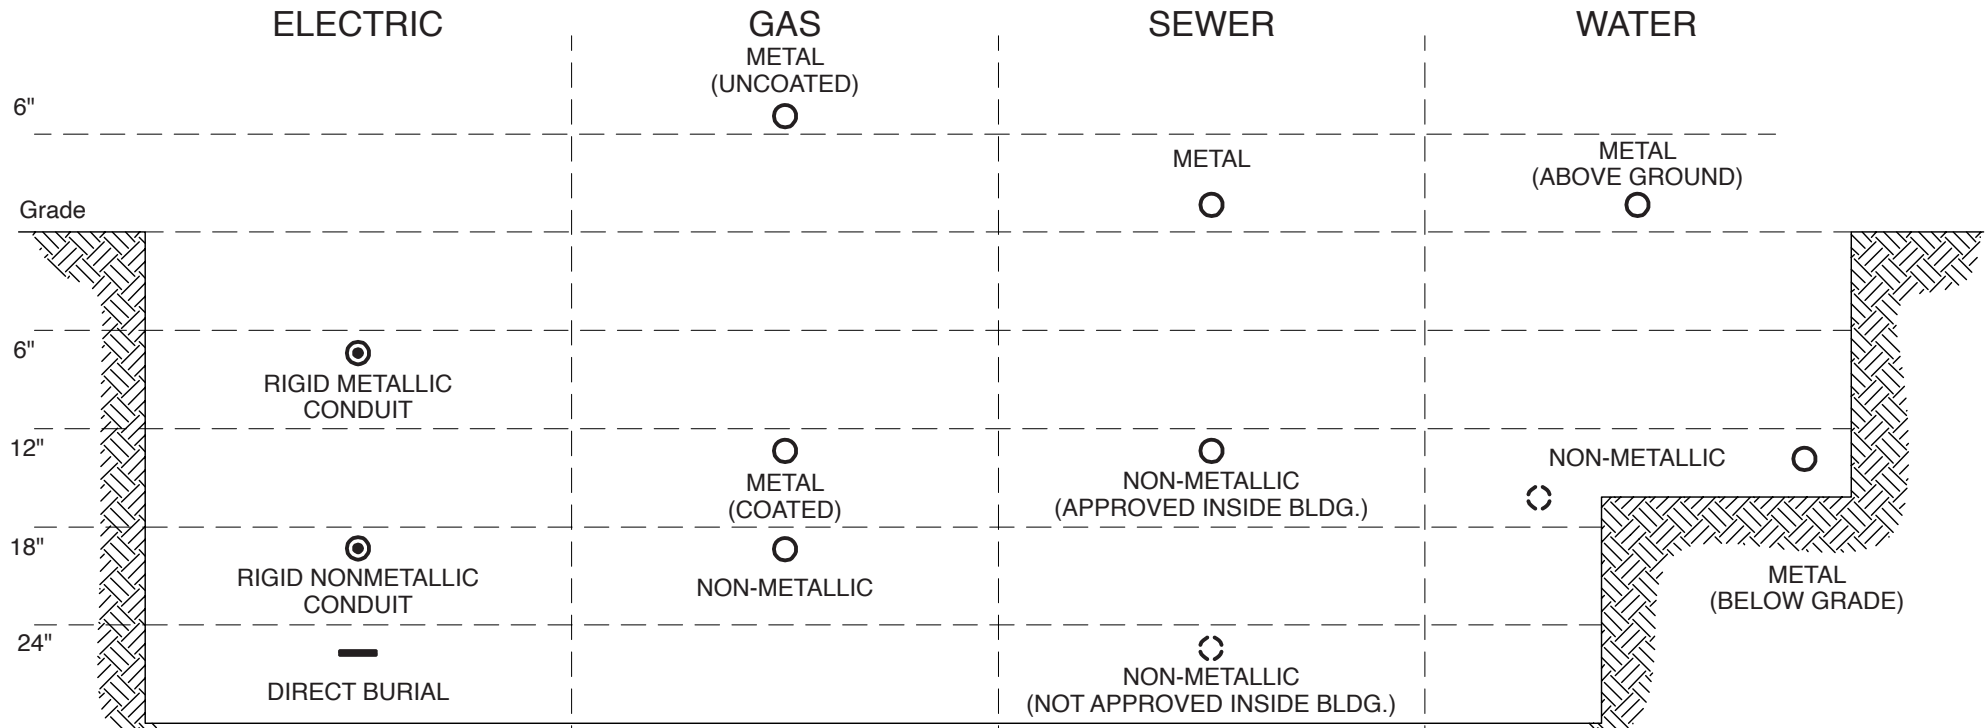 ELECTRIC GAS SEWER WATER
METAL
(UNCOATED)
6"
METAL
METAL
(ABOVE GROUND)
Grade
6"
RIGID METALLIC
CONDUIT
12"
METAL
(COATED)
NON-METALLIC
(APPROVED INSIDE BLDG.)
NON-METALLIC
18"
RIGID NONMETALLIC
CONDUIT
NON-METALLIC
METAL
(BELOW GRADE)
24"
DIRECT BURIAL
NON-METALLIC
(NOT APPROVED INSIDE BLDG.)